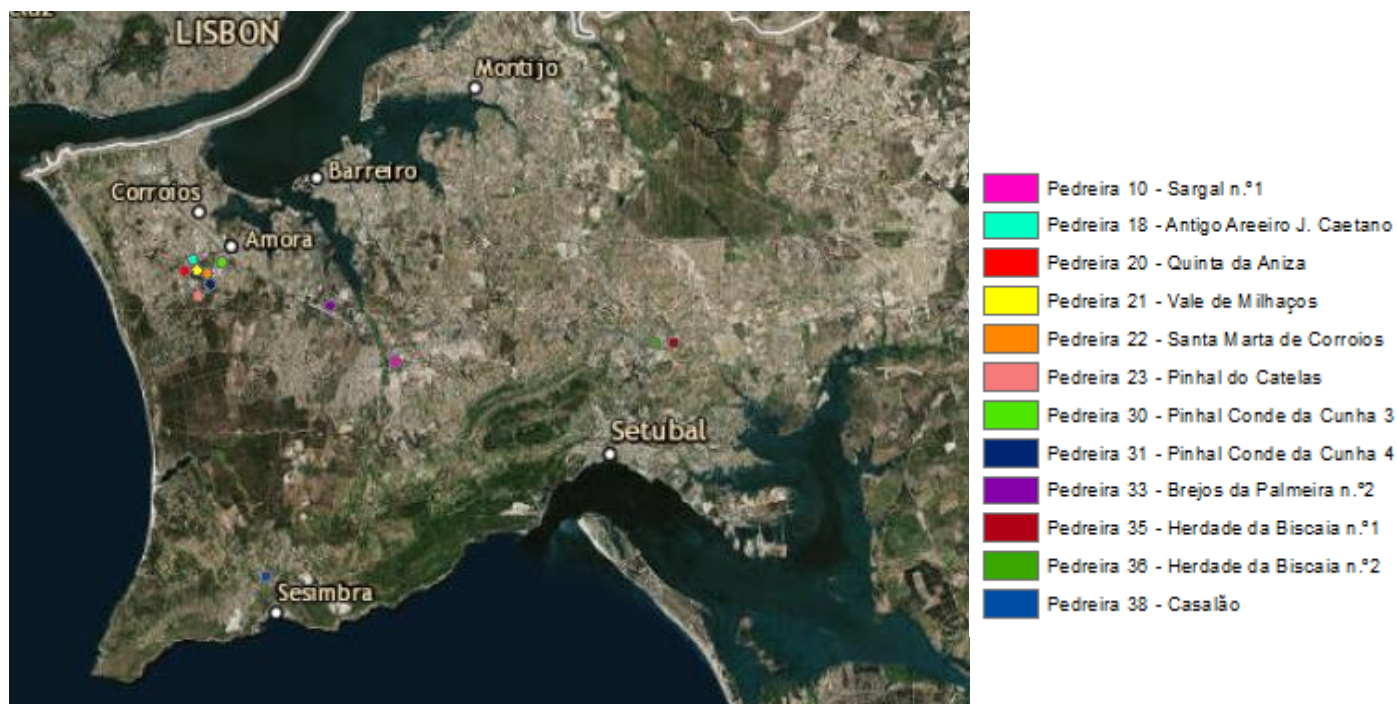 LISBON
Montijo
Barreiro
Corroios
Amora
Setubal
Sesimbra
Pedreira 10 - Sargal n.º1
Pedreira 18 - Antigo Areeiro J. Caetano
Pedreira 20 - Quinta da Aniza
Pedreira 21 - Vale de Milhaços
Pedreira 22 - Santa Marta de Corroios
Pedreira 23 - Pinhal do Catelas
Pedreira 30 - Pinhal Conde da Cunha 3
Pedreira 31 - Pinhal Conde da Cunha 4
Pedreira 33 - Brejos da Palmeira n.º2
Pedreira 35 - Herdade da Biscaia n.º1
Pedreira 36 - Herdade da Biscaia n.º2
Pedreira 38 - Casalão